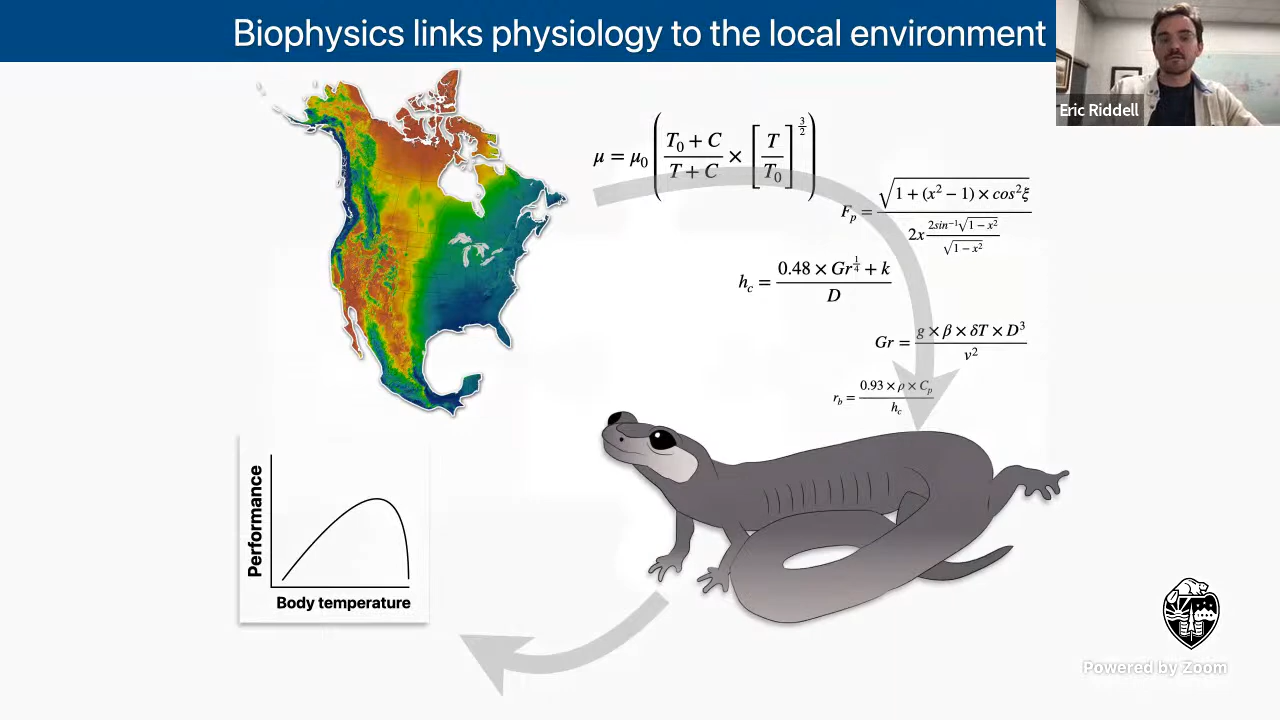 Biophysics links physiology to the local environment
Eric Riddell
μ = μ₀ ( (T₀ + C) / (T + C) × [ T / T₀ ]^(3/2) )
F_p = √(1 + (x² − 1) × cos²ξ) / (2x (2sin⁻¹√(1 − x²)) / √(1 − x²))
h_c = (0.48 × Gr^(1/4) + k) / D
Gr = (g × β × δT × D³) / v²
r_b = (0.93 × ρ × C_p) / h_c
Performance
Body temperature
Powered by Zoom